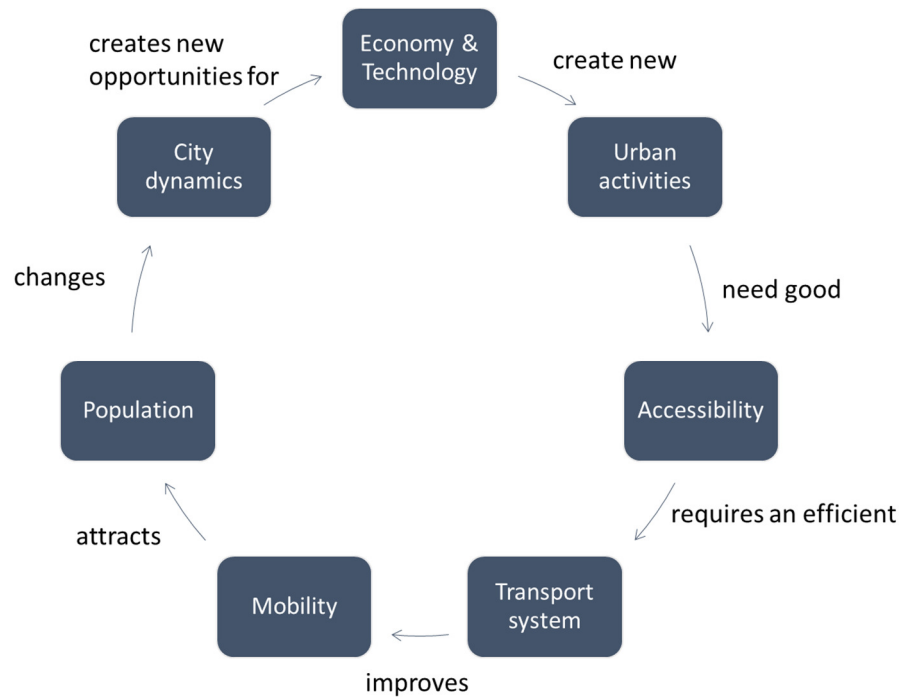 Economy &
Technology
create new
Urban
activities
need good
Accessibility
requires an efficient
Transport
system
improves
Mobility
attracts
Population
changes
City
dynamics
creates new
opportunities for